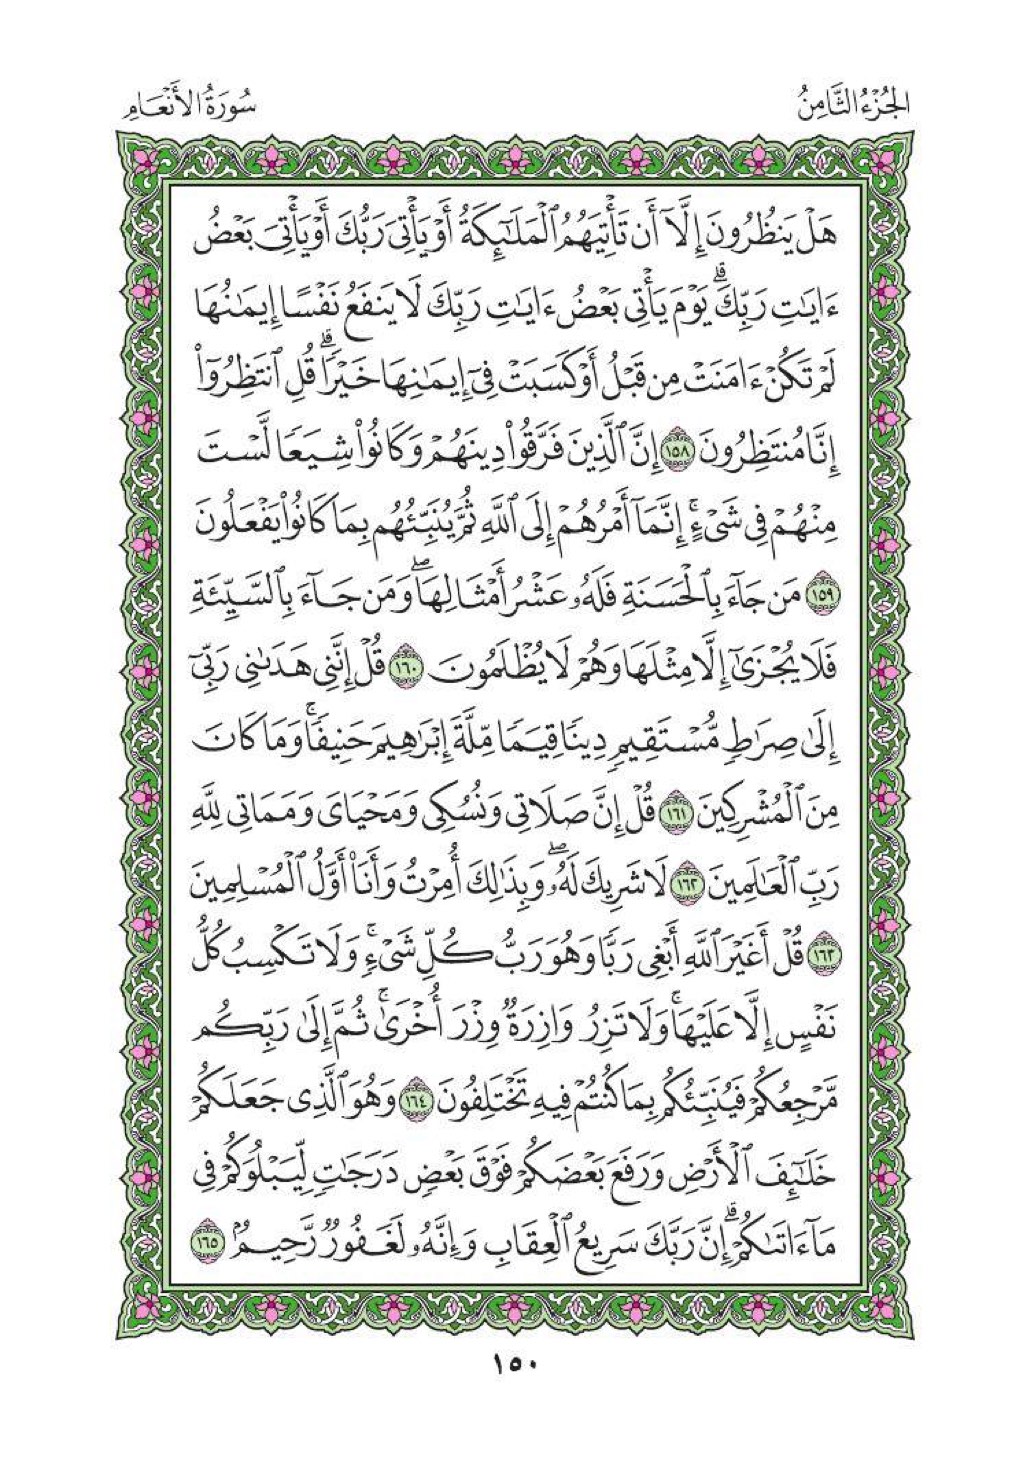 الجُزْءُ الثَّامِنُ
سُورَةُ الأَنْعَامِ
هَلْ يَنظُرُونَ إِلَّآ أَن تَأْتِيَهُمُ ٱلْمَلَـٰٓئِكَةُ أَوْ يَأْتِىَ رَبُّكَ أَوْ يَأْتِىَ بَعْضُ
ءَايَـٰتِ رَبِّكَ ۗ يَوْمَ يَأْتِى بَعْضُ ءَايَـٰتِ رَبِّكَ لَا يَنفَعُ نَفْسًا إِيمَـٰنُهَا
لَمْ تَكُنْ ءَامَنَتْ مِن قَبْلُ أَوْ كَسَبَتْ فِىٓ إِيمَـٰنِهَا خَيْرًا ۗ قُلِ ٱنتَظِرُوٓا۟
إِنَّا مُنتَظِرُونَ ١٥٨ إِنَّ ٱلَّذِينَ فَرَّقُوا۟ دِينَهُمْ وَكَانُوا۟ شِيَعًا لَّسْتَ
مِنْهُمْ فِى شَىْءٍ ۚ إِنَّمَآ أَمْرُهُمْ إِلَى ٱللَّهِ ثُمَّ يُنَبِّئُهُم بِمَا كَانُوا۟ يَفْعَلُونَ
١٥٩ مَن جَآءَ بِٱلْحَسَنَةِ فَلَهُۥ عَشْرُ أَمْثَالِهَا ۖ وَمَن جَآءَ بِٱلسَّيِّئَةِ
فَلَا يُجْزَىٰٓ إِلَّا مِثْلَهَا وَهُمْ لَا يُظْلَمُونَ ١٦٠ قُلْ إِنَّنِى هَدَىٰنِى رَبِّىٓ
إِلَىٰ صِرَٰطٍ مُّسْتَقِيمٍ دِينًا قِيَمًا مِّلَّةَ إِبْرَٰهِيمَ حَنِيفًا ۚ وَمَا كَانَ
مِنَ ٱلْمُشْرِكِينَ ١٦١ قُلْ إِنَّ صَلَاتِى وَنُسُكِى وَمَحْيَاىَ وَمَمَاتِى لِلَّهِ
رَبِّ ٱلْعَـٰلَمِينَ ١٦٢ لَا شَرِيكَ لَهُۥ ۖ وَبِذَٰلِكَ أُمِرْتُ وَأَنَا۠ أَوَّلُ ٱلْمُسْلِمِينَ
١٦٣ قُلْ أَغَيْرَ ٱللَّهِ أَبْغِى رَبًّا وَهُوَ رَبُّ كُلِّ شَىْءٍ ۚ وَلَا تَكْسِبُ كُلُّ
نَفْسٍ إِلَّا عَلَيْهَا ۚ وَلَا تَزِرُ وَازِرَةٌ وِزْرَ أُخْرَىٰ ۚ ثُمَّ إِلَىٰ رَبِّكُم
مَّرْجِعُكُمْ فَيُنَبِّئُكُم بِمَا كُنتُمْ فِيهِ تَخْتَلِفُونَ ١٦٤ وَهُوَ ٱلَّذِى جَعَلَكُمْ
خَلَـٰٓئِفَ ٱلْأَرْضِ وَرَفَعَ بَعْضَكُمْ فَوْقَ بَعْضٍ دَرَجَـٰتٍ لِّيَبْلُوَكُمْ فِى
مَآ ءَاتَىٰكُمْ ۗ إِنَّ رَبَّكَ سَرِيعُ ٱلْعِقَابِ وَإِنَّهُۥ لَغَفُورٌ رَّحِيمٌۢ ١٦٥
١٥٠